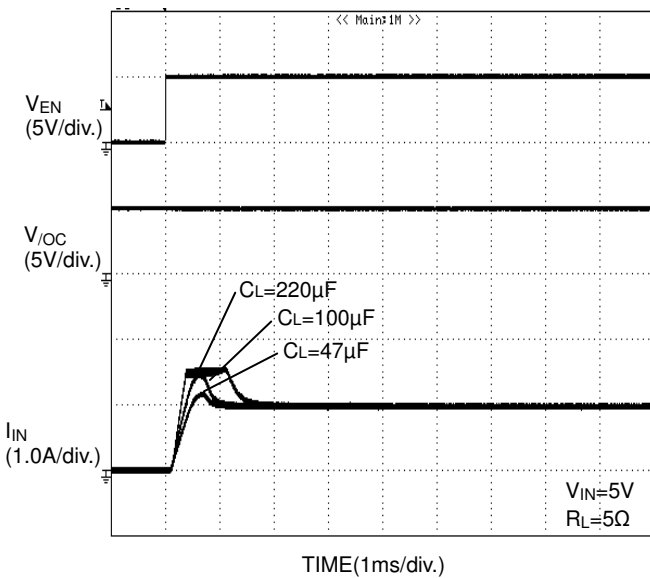 << Main:1M >>
VEN
(5V/div.)
V/OC
(5V/div.)
CL=220µF
CL=100µF
CL=47µF
IIN
(1.0A/div.)
VIN=5V
RL=5Ω
TIME(1ms/div.)